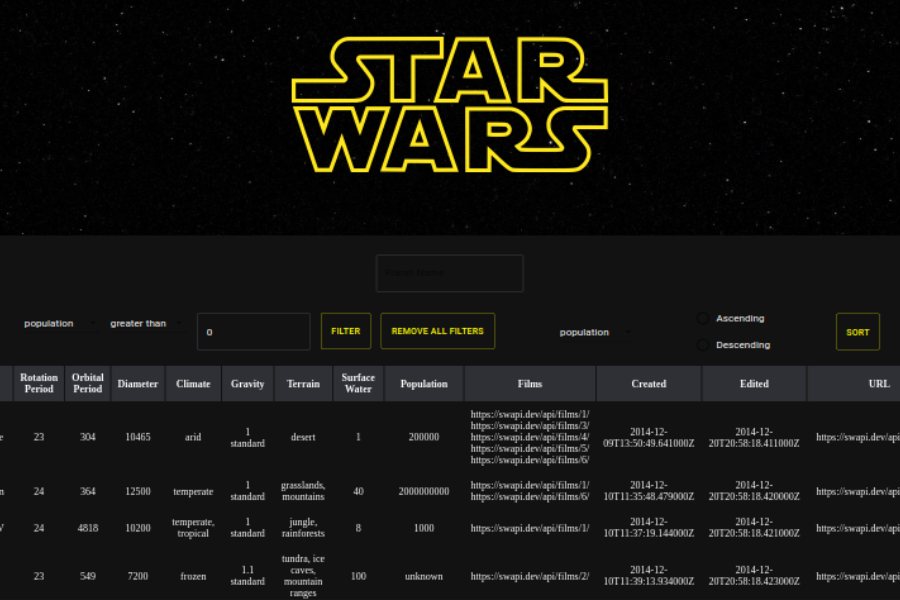 STAR
WARS
Planet Name
population greater than 0 FILTER REMOVE ALL FILTERS population Ascending Descending SORT
Rotation Period Orbital Period Diameter Climate Gravity Terrain Surface Water Population Films Created Edited URL
23 304 10465 arid 1 standard desert 1 200000 https://swapi.dev/api/films/1/ https://swapi.dev/api/films/3/ https://swapi.dev/api/films/4/ https://swapi.dev/api/films/5/ https://swapi.dev/api/films/6/ 2014-12-09T13:50:49.641000Z 2014-12-20T20:58:18.411000Z https://swapi.dev/api
24 364 12500 temperate 1 standard grasslands, mountains 40 2000000000 https://swapi.dev/api/films/1/ https://swapi.dev/api/films/6/ 2014-12-10T11:35:48.479000Z 2014-12-20T20:58:18.420000Z https://swapi.dev/api
24 4818 10200 temperate, tropical 1 standard jungle, rainforests 8 1000 https://swapi.dev/api/films/1/ 2014-12-10T11:37:19.144000Z 2014-12-20T20:58:18.421000Z https://swapi.dev/api
23 549 7200 frozen 1.1 standard tundra, ice caves, mountain ranges 100 unknown https://swapi.dev/api/films/2/ 2014-12-10T11:39:13.934000Z 2014-12-20T20:58:18.423000Z https://swapi.dev/api